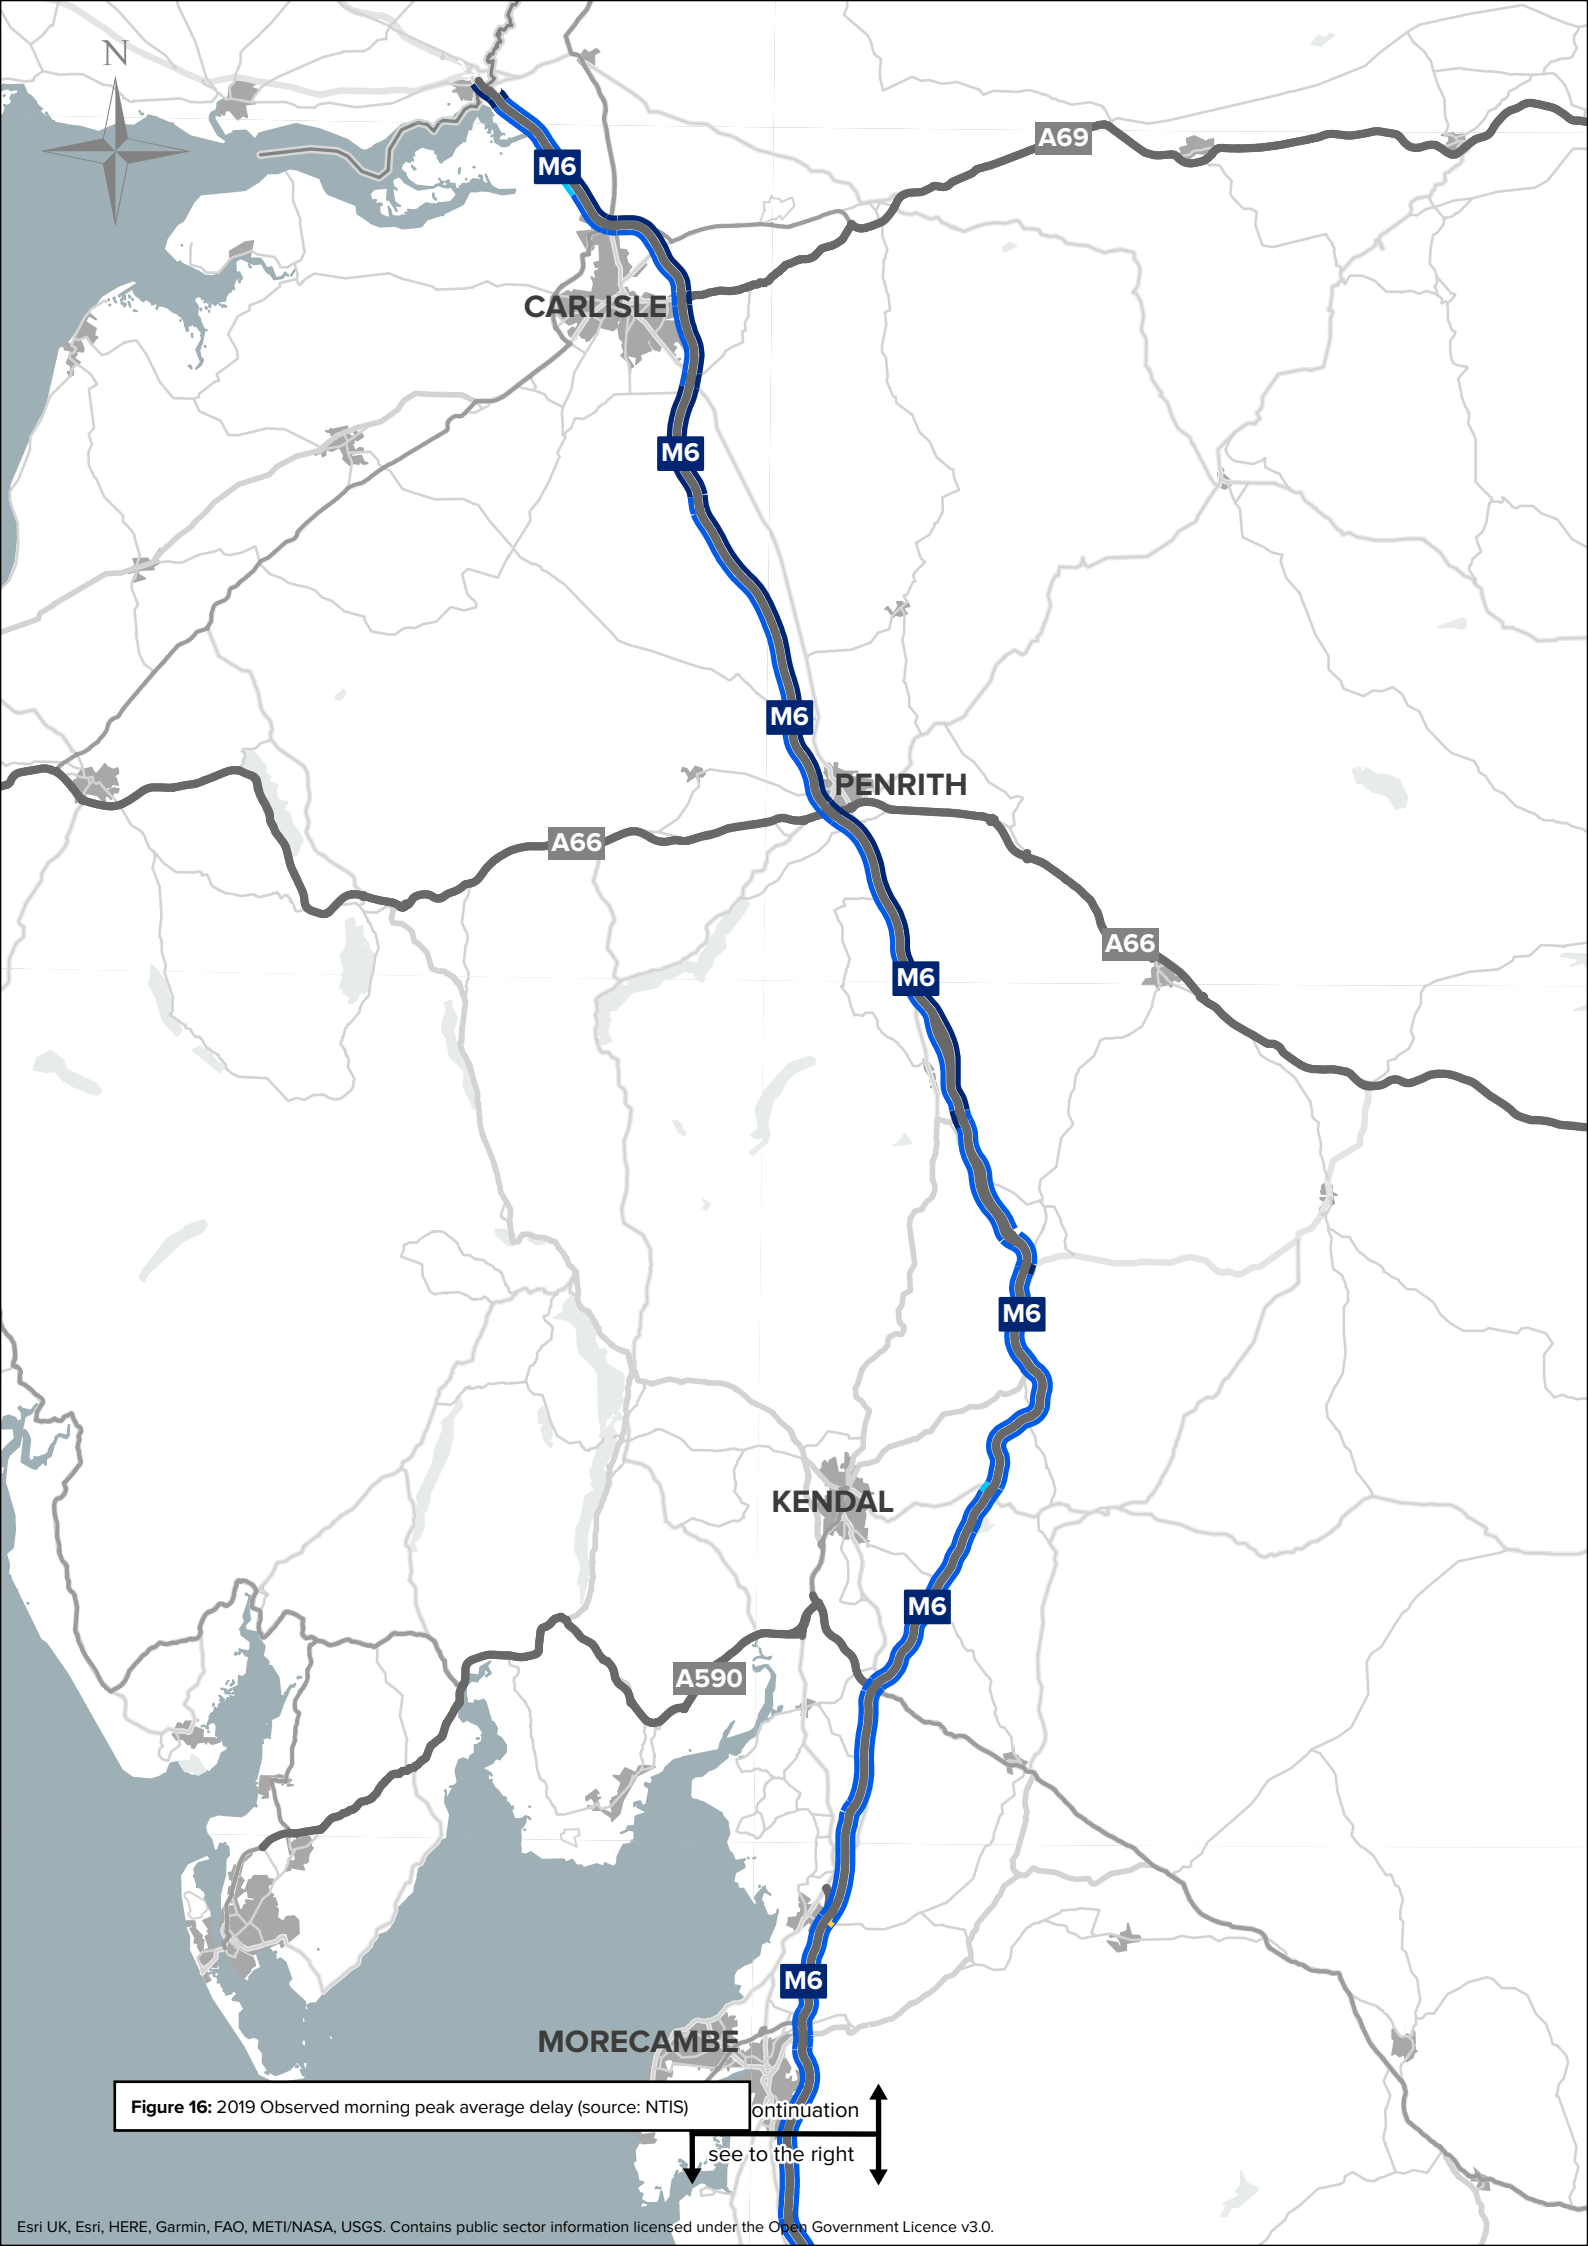 N
M6
A69
CARLISLE
M6
M6
PENRITH
A66
A66
M6
M6
KENDAL
M6
A590
M6
MORECAMBE
Figure 16: 2019 Observed morning peak average delay (source: NTIS)
ontinuation
see to the right
Esri UK, Esri, HERE, Garmin, FAO, METI/NASA, USGS. Contains public sector information licensed under the Open Government Licence v3.0.